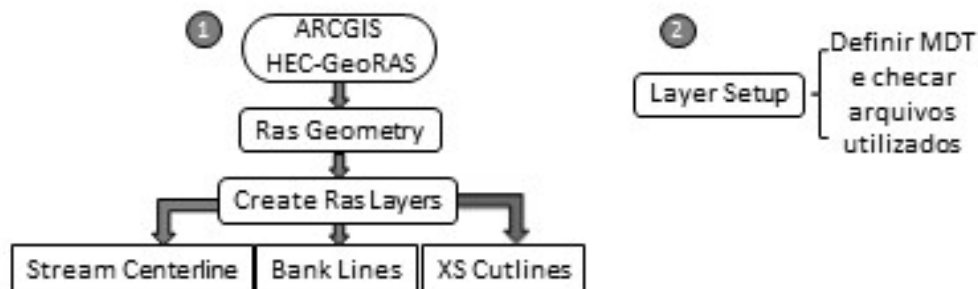 1
ARCGIS
HEC-GeoRAS
Ras Geometry
Create Ras Layers
Stream Centerline
Bank Lines
XS Cutlines
2
Layer Setup
Definir MDT
e checar
arquivos
utilizados